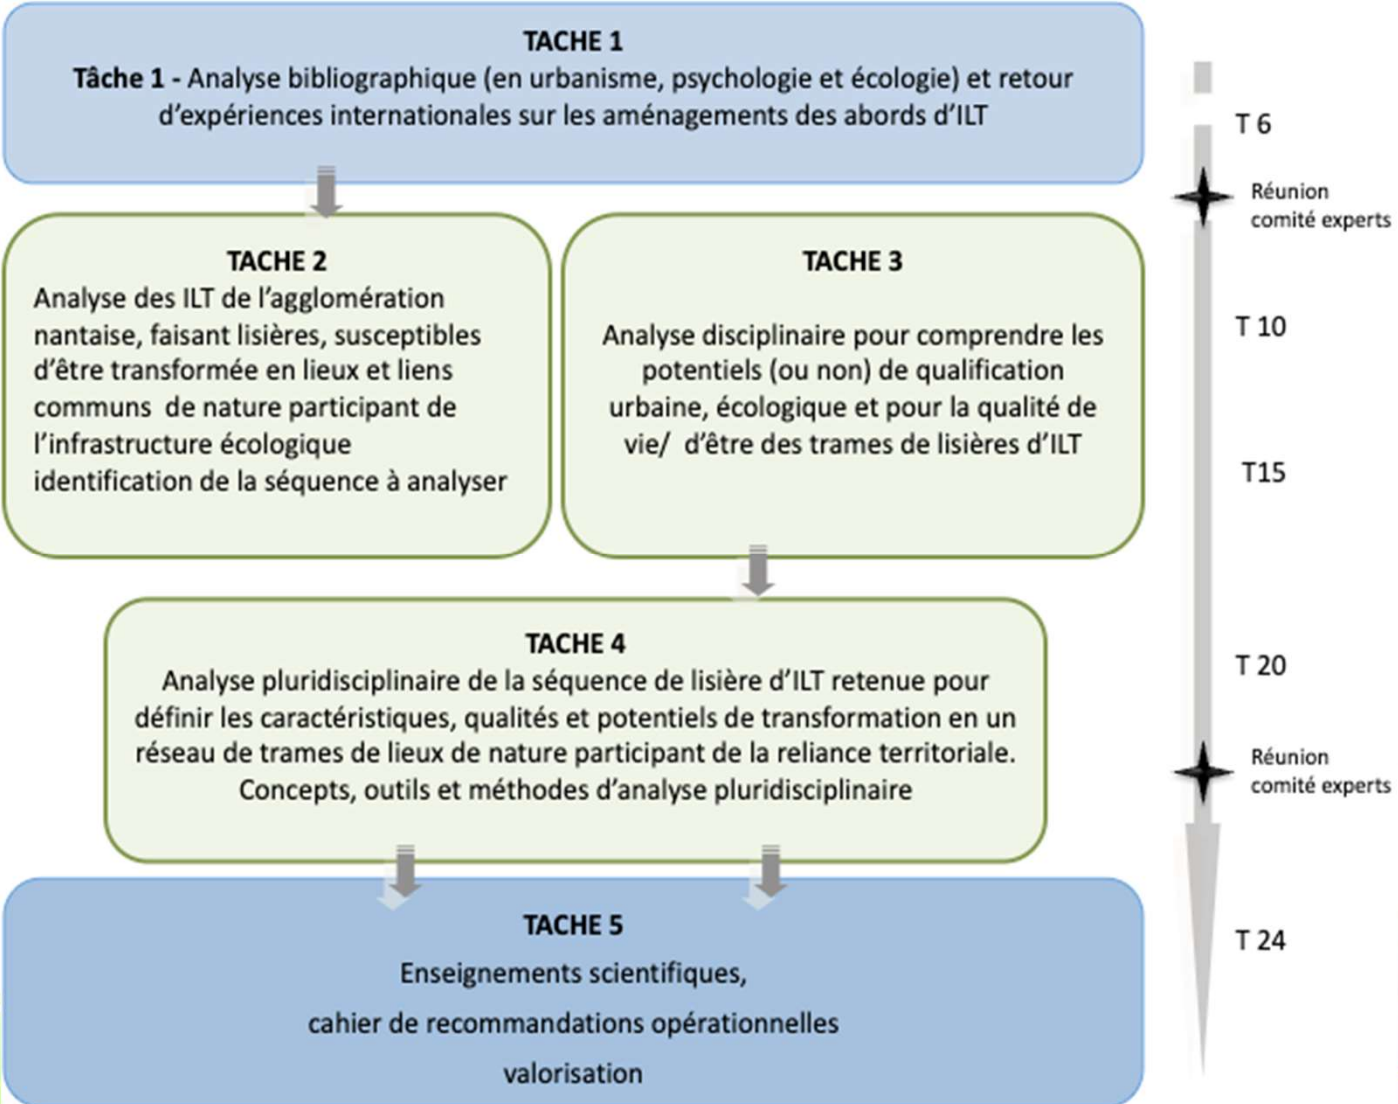 TACHE 1
Tâche 1 - Analyse bibliographique (en urbanisme, psychologie et écologie) et retour
d’expériences internationales sur les aménagements des abords d’ILT
T 6
Réunion
comité experts
TACHE 2
Analyse des ILT de l’agglomération
nantaise, faisant lisières, susceptibles
d’être transformée en lieux et liens
communs de nature participant de
l’infrastructure écologique
identification de la séquence à analyser
TACHE 3
Analyse disciplinaire pour comprendre les
potentiels (ou non) de qualification
urbaine, écologique et pour la qualité de
vie/ d’être des trames de lisières d’ILT
T 10
T15
TACHE 4
Analyse pluridisciplinaire de la séquence de lisière d’ILT retenue pour
définir les caractéristiques, qualités et potentiels de transformation en un
réseau de trames de lieux de nature participant de la reliance territoriale.
Concepts, outils et méthodes d’analyse pluridisciplinaire
T 20
Réunion
comité experts
TACHE 5
Enseignements scientifiques,
cahier de recommandations opérationnelles
valorisation
T 24